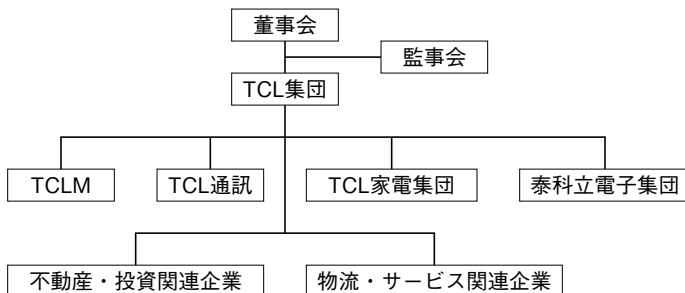 董事会
監事会
TCL集団
TCLM
TCL通訊
TCL家電集団
泰科立電子集団
不動産・投資関連企業
物流・サービス関連企業